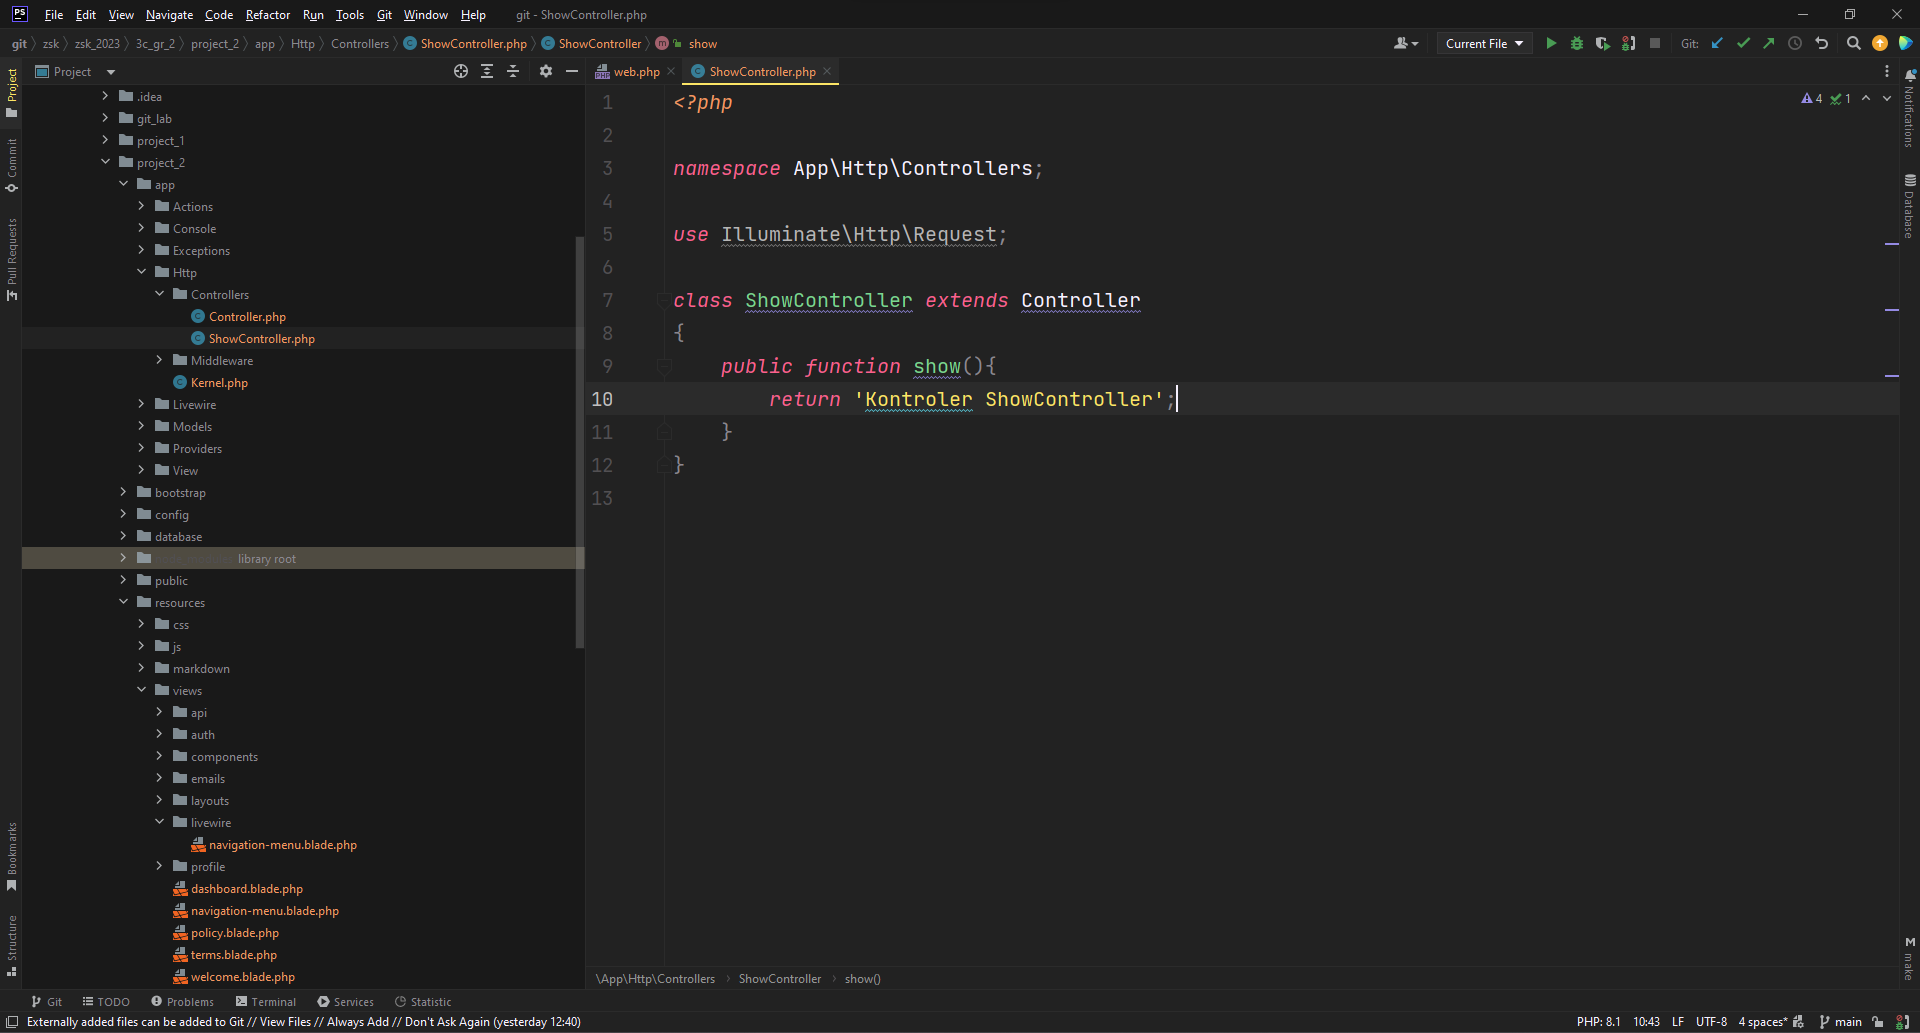 PS File Edit View Navigate Code Refactor Run Tools Git Window Help git - ShowController.php
git zsk zsk_2023 3c_gr_2 project_2 app Http Controllers ShowController.php ShowController m show Current File Git:
Project
web.php ShowController.php
Project
Commit
Pull Requests
Bookmarks
Structure
.idea
git_lab
project_1
project_2
app
Actions
Console
Exceptions
Http
Controllers
Controller.php
ShowController.php
Middleware
Kernel.php
Livewire
Models
Providers
View
bootstrap
config
database
library root
public
resources
css
js
markdown
views
api
auth
components
emails
layouts
livewire
navigation-menu.blade.php
profile
dashboard.blade.php
navigation-menu.blade.php
policy.blade.php
terms.blade.php
welcome.blade.php
1 <?php
2
3 namespace App\Http\Controllers;
4
5 use Illuminate\Http\Request;
6
7 class ShowController extends Controller
8 {
9 public function show(){
10 return 'Kontroler ShowController';
11 }
12 }
13
4 1
Notifications
Database
M make
\App\Http\Controllers ShowController show()
Git TODO Problems Terminal Services Statistic
Externally added files can be added to Git // View Files // Always Add // Don't Ask Again (yesterday 12:40) PHP: 8.1 10:43 LF UTF-8 4 spaces* main